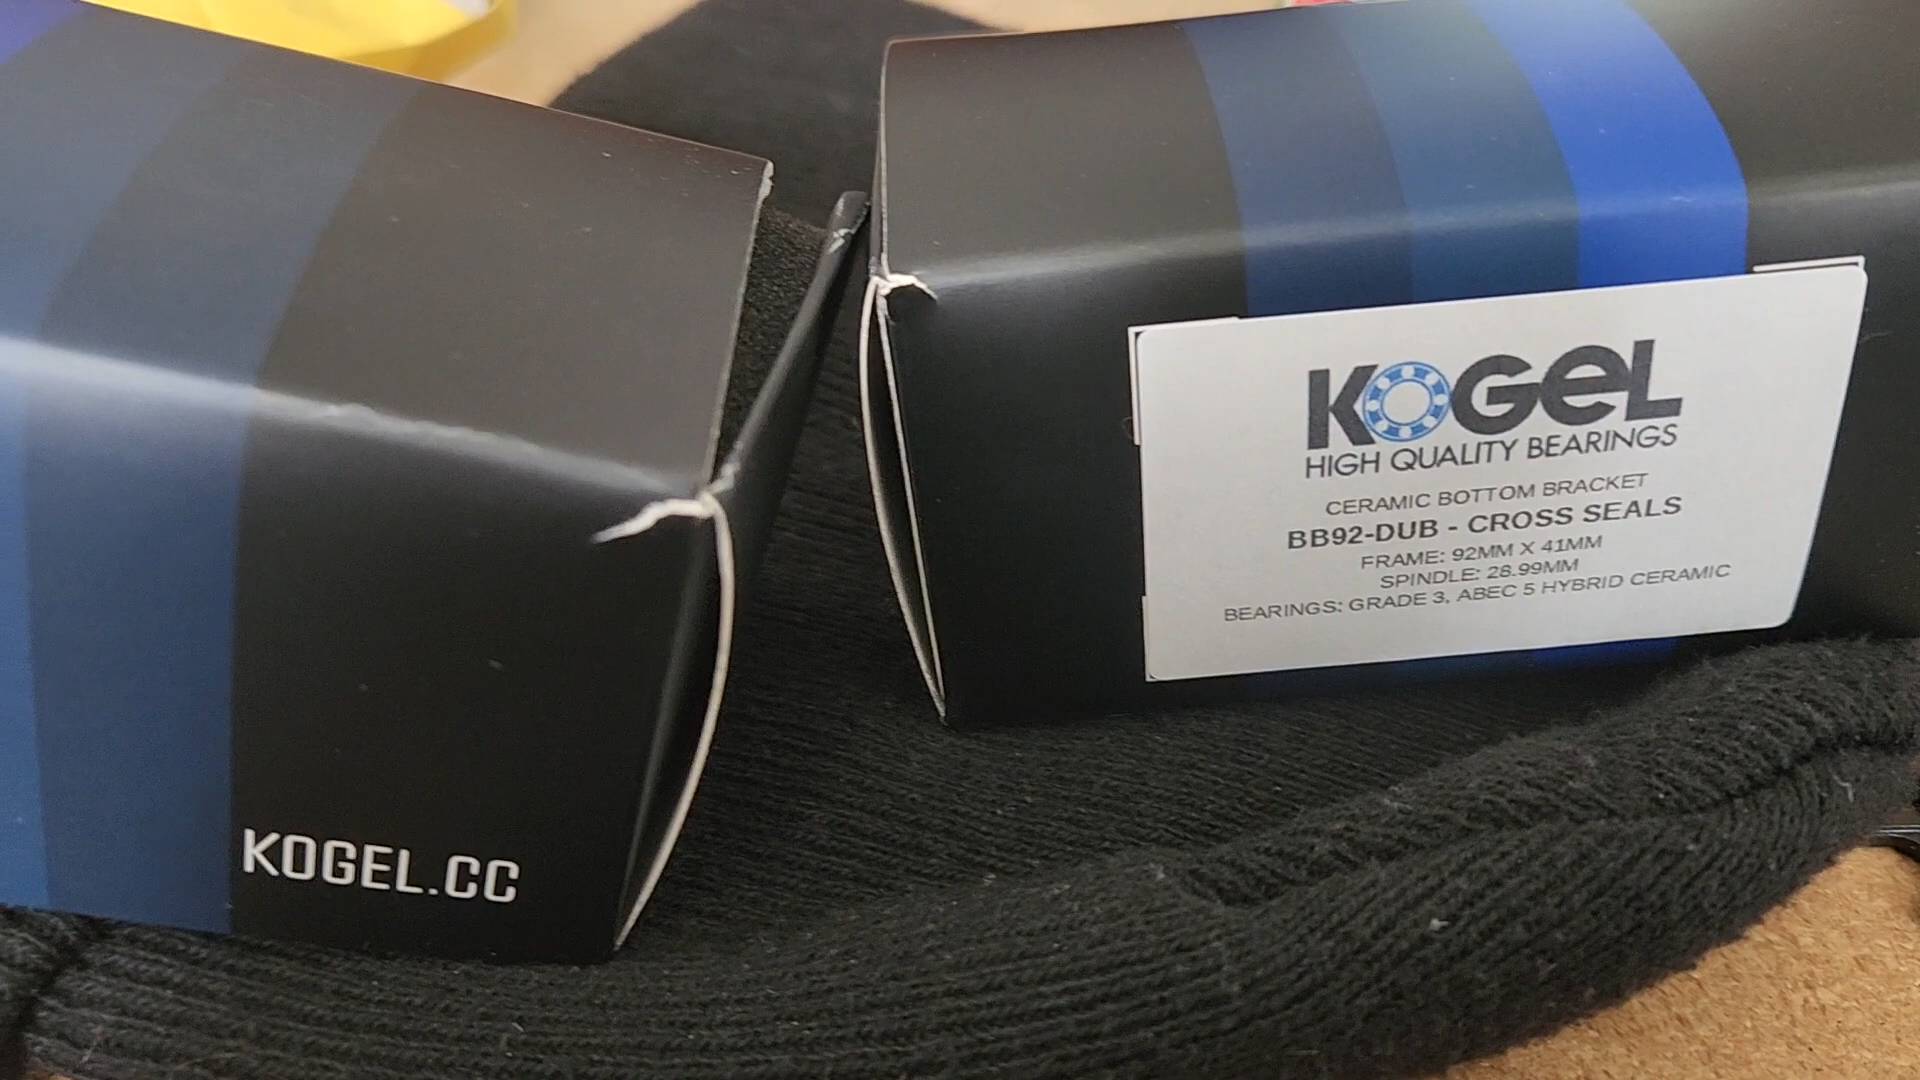 KOGEL.CC
KOGEL
HIGH QUALITY BEARINGS
CERAMIC BOTTOM BRACKET
BB92-DUB - CROSS SEALS
FRAME: 92MM X 41MM
SPINDLE: 28.99MM
BEARINGS: GRADE 3, ABEC 5 HYBRID CERAMIC